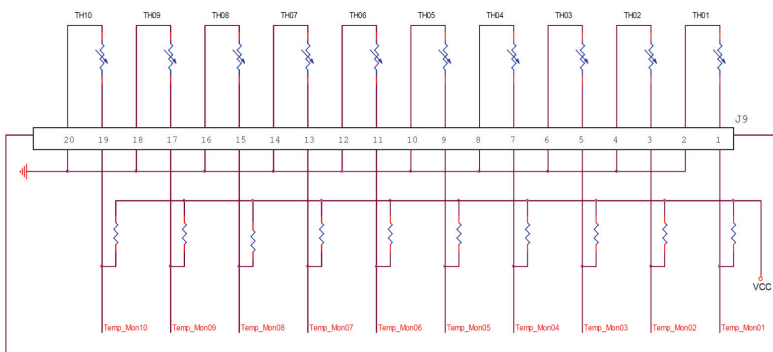 TH10 TH09 TH08 TH07 TH06 TH05 TH04 TH03 TH02 TH01
J9
20 19 18 17 16 15 14 13 12 11 10 9 8 7 6 5 4 3 2 1
VCC
Temp_Mon10 Temp_Mon09 Temp_Mon08 Temp_Mon07 Temp_Mon06 Temp_Mon05 Temp_Mon04 Temp_Mon03 Temp_Mon02 Temp_Mon01